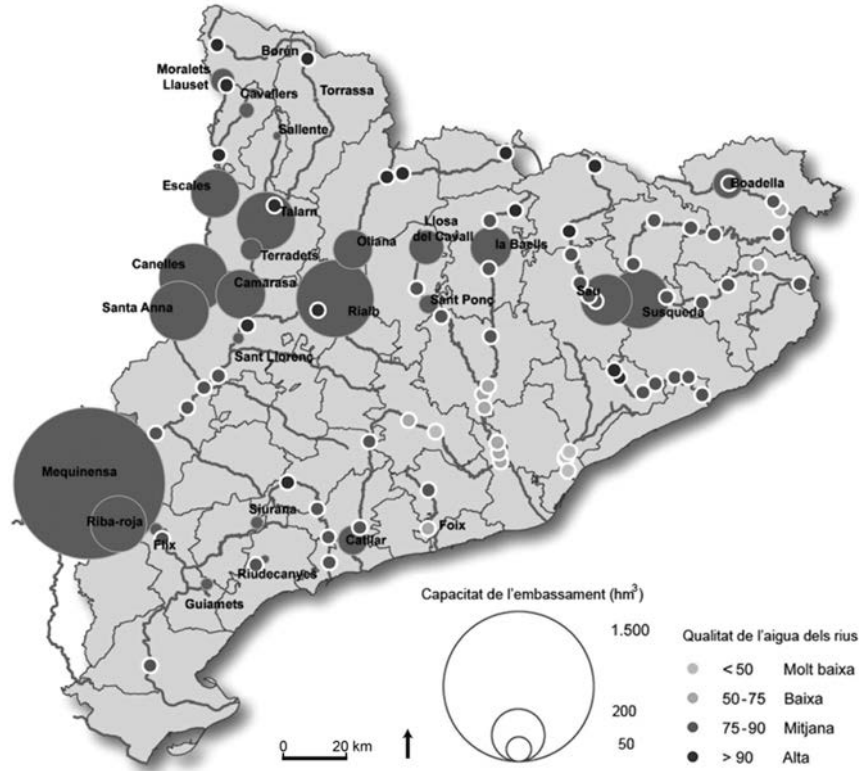 Borén
Moralets
Llauset
Torrassa
Cavallers
Sallente
Escales
Boadella
Talarn
Llosa
del Cavall
Oliana
la Baells
Terradets
Canelles
Camarasa
Santa Anna
Rialb
Sant Ponç
Sau
Susqueda
Sant Llorenç
Mequinensa
Riba-roja
Flix
Siurana
Catllar
Foix
Riudecanyes
Guiamets
Capacitat de l'embassament (hm³)
1.500
200
50
Qualitat de l'aigua dels rius
< 50 Molt baixa
50-75 Baixa
75-90 Mitjana
> 90 Alta
0 20 km